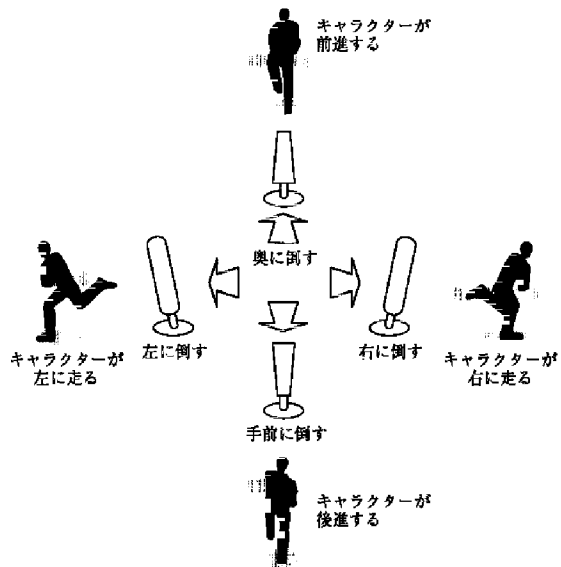 キャラクターが
前進する
奥に倒す
左に倒す
右に倒す
キャラクターが
左に走る
キャラクターが
右に走る
手前に倒す
キャラクターが
後進する